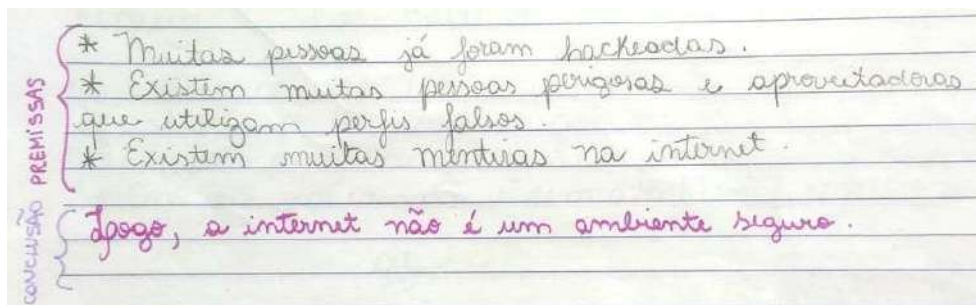 PREMISSAS
* Muitas pessoas já foram hackeadas.
* Existem muitas pessoas perigosas e aproveitadoras
que utilizam perfis falsos.
* Existem muitas mentiras na internet.
CONCLUSÃO
Logo, a internet não é um ambiente seguro.